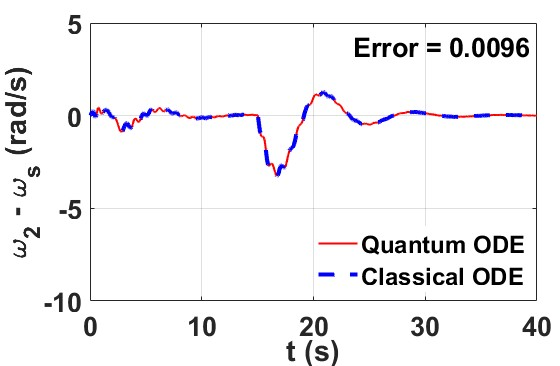 Error = 0.0096
5
0
-5
-10
ω2 - ωs (rad/s)
Quantum ODE
Classical ODE
0 10 20 30 40
t (s)